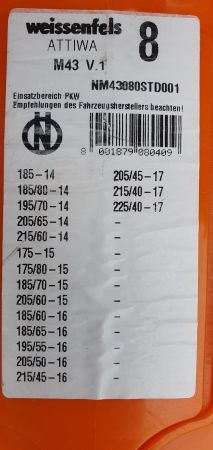 weissenfels 8
ATTIWA
M43 V.1
NM43080STD001
Einsatzbereich PKW
Empfehlungen des Fahrzeugherstellers beachten!
8 001879 080409
185-14 205/45-17
185/80-14 215/40-17
195/70-14 225/40-17
205/65-14 -
215/60-14 -
175-15 -
175/80-15 -
185/70-15 -
205/60-15 -
185/60-16 -
185/65-16 -
195/55-16 -
205/50-16 -
215/45-16 -